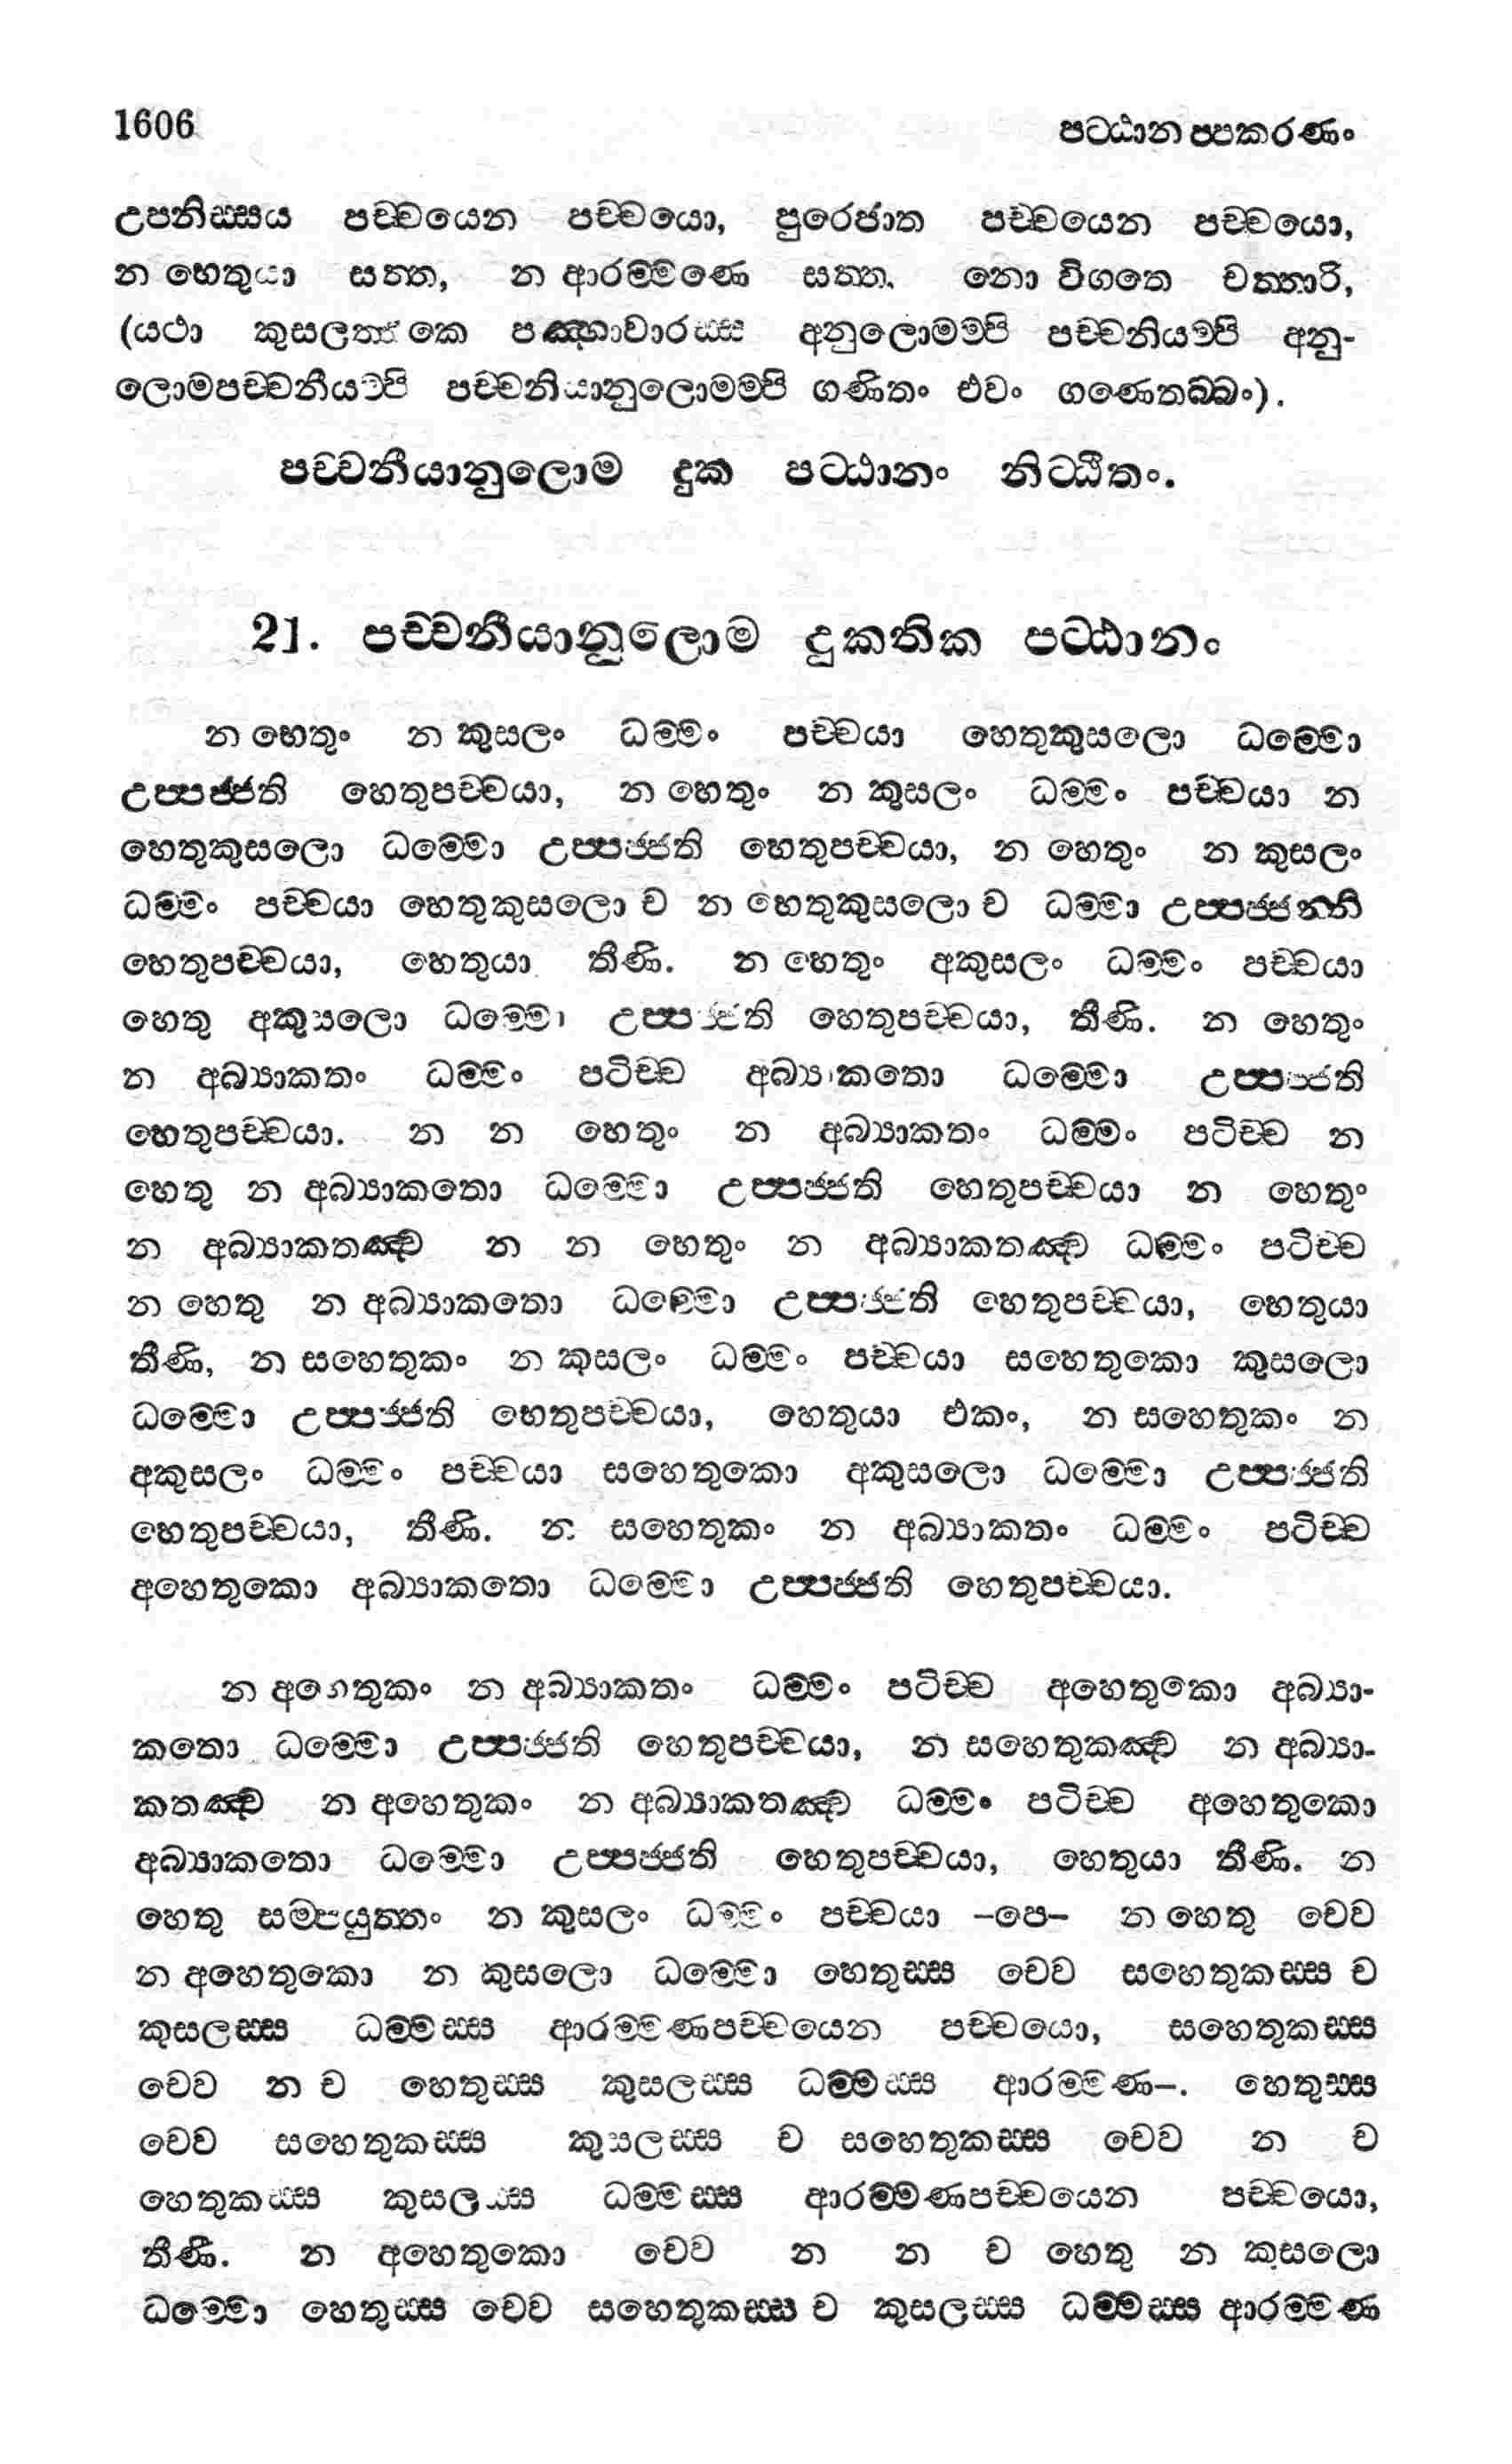 1606 පට්ඨානප්පකරණං
උපනිස්සය පච්චයෙන පච්චයො, පුරෙජාත පච්චයෙන පච්චයො,
න හෙතුයා සත්ත, න ආරම්මණෙ සත්ත, නො විගතෙ චත්තාරි,
(යථා කුසලත්තිකෙ පඤ්හාවාරස්ස අනුලොමම්පි පච්චනියම්පි අනු-
ලොමපච්චනීයම්පි පච්චනියානුලොමම්පි ගණිතං එවං ගණෙතබ්බං).
පච්චනීයානුලොම දුක පට්ඨානං නිට්ඨිතං.
21. පච්චනීයානුලොම දුකතික පට්ඨානං
න හෙතුං න කුසලං ධම්මං පච්චයා හෙතුකුසලො ධම්මො
උප්පජ්ජති හෙතුපච්චයා, න හෙතුං න කුසලං ධම්මං පච්චයා න
හෙතුකුසලො ධම්මො උප්පජ්ජති හෙතුපච්චයා, න හෙතුං න කුසලං
ධම්මං පච්චයා හෙතුකුසලො ච න හෙතුකුසලො ච ධම්මා උප්පජ්ජන්ති
හෙතුපච්චයා, හෙතුයා තීණි. න හෙතුං අකුසලං ධම්මං පච්චයා
හෙතු අකුසලො ධම්මො උප්පජ්ජති හෙතුපච්චයා, තීණි. න හෙතුං
න අබ්‍යාකතං ධම්මං පටිච්ච අබ්‍යාකතො ධම්මො උප්පජ්ජති
හෙතුපච්චයා. න න හෙතුං න අබ්‍යාකතං ධම්මං පටිච්ච න
හෙතු න අබ්‍යාකතො ධම්මො උප්පජ්ජති හෙතුපච්චයා න හෙතුං
න අබ්‍යාකතඤ්ච න න හෙතුං න අබ්‍යාකතඤ්ච ධම්මං පටිච්ච
න හෙතු න අබ්‍යාකතො ධම්මො උප්පජ්ජති හෙතුපච්චයා, හෙතුයා
තීණි, න සහෙතුකං න කුසලං ධම්මං පච්චයා සහෙතුකො කුසලො
ධම්මො උප්පජ්ජති හෙතුපච්චයා, හෙතුයා එකං, න සහෙතුකං න
අකුසලං ධම්මං පච්චයා සහෙතුකො අකුසලො ධම්මො උප්පජ්ජති
හෙතුපච්චයා, තීණි. න සහෙතුකං න අබ්‍යාකතං ධම්මං පටිච්ච
අහෙතුකො අබ්‍යාකතො ධම්මො උප්පජ්ජති හෙතුපච්චයා.
න අහෙතුකං න අබ්‍යාකතං ධම්මං පටිච්ච අහෙතුකො අබ්‍යා-
කතො ධම්මො උප්පජ්ජති හෙතුපච්චයා, න සහෙතුකඤ්ච න අබ්‍යා-
කතඤ්ච න අහෙතුකං න අබ්‍යාකතඤ්ච ධම්මං පටිච්ච අහෙතුකො
අබ්‍යාකතො ධම්මො උප්පජ්ජති හෙතුපච්චයා, හෙතුයා තීණි. න
හෙතු සම්පයුත්තං න කුසලං ධම්මං පච්චයා –පෙ– න හෙතු චෙව
න අහෙතුකො න කුසලො ධම්මො හෙතුස්ස චෙව සහෙතුකස්ස ච
කුසලස්ස ධම්මස්ස ආරම්මණපච්චයෙන පච්චයො, සහෙතුකස්ස
චෙව න ච හෙතුස්ස කුසලස්ස ධම්මස්ස ආරම්මණ–. හෙතුස්ස
චෙව සහෙතුකස්ස කුසලස්ස ච සහෙතුකස්ස චෙව න ච
හෙතුකස්ස කුසලස්ස ධම්මස්ස ආරම්මණපච්චයෙන පච්චයො,
තීණි. න අහෙතුකො චෙව න න ච හෙතු න කුසලො
ධම්මො හෙතුස්ස චෙව සහෙතුකස්ස ච කුසලස්ස ධම්මස්ස ආරම්මණ